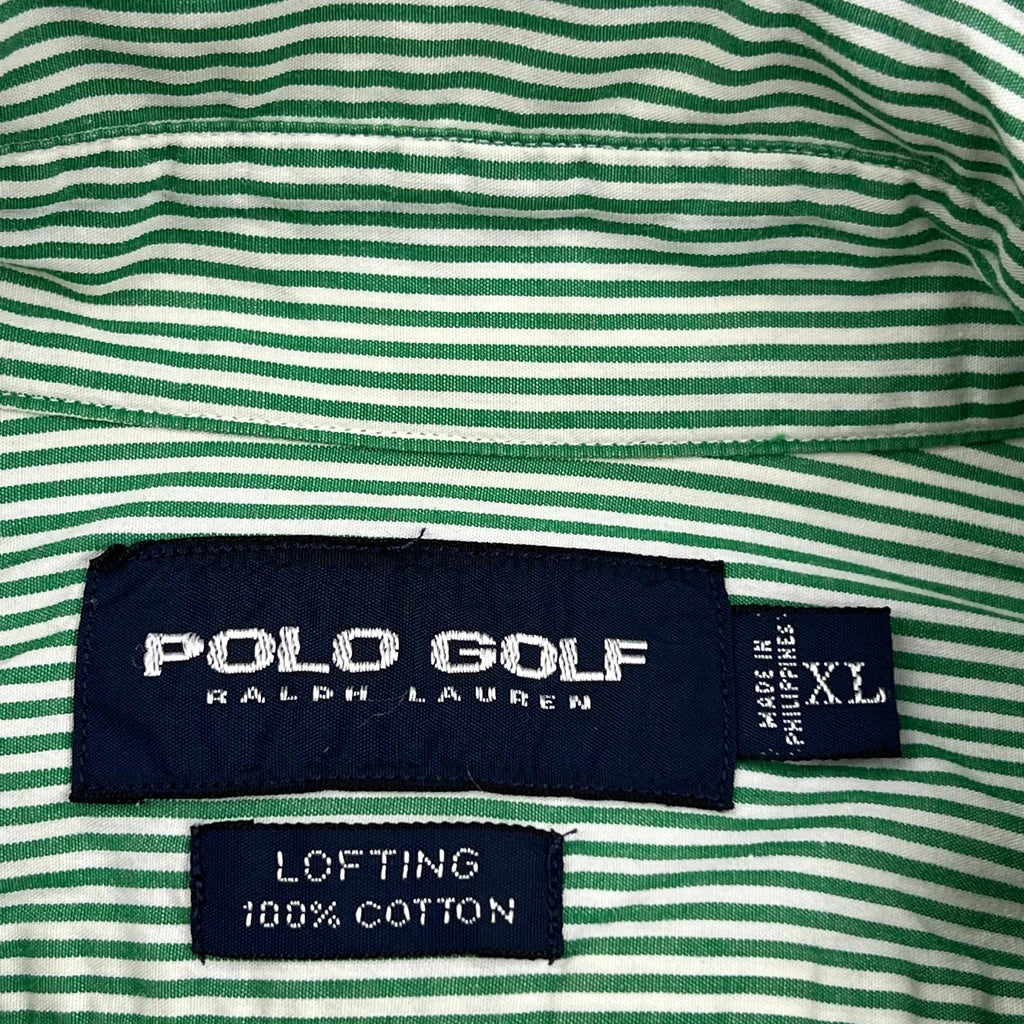 POLO GOLF
RALPH LAUREN
MADE IN
PHILIPPINES
XL
LOFTING
100% COTTON